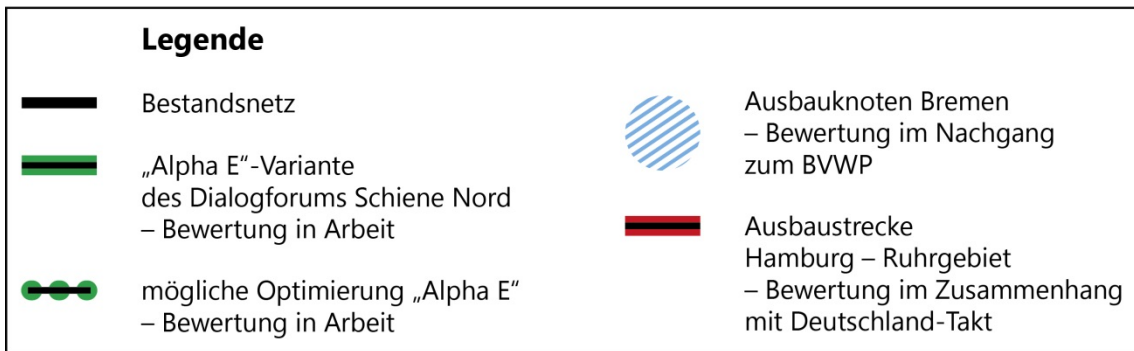 Legende
Bestandsnetz
„Alpha E“-Variante
des Dialogforums Schiene Nord
– Bewertung in Arbeit
mögliche Optimierung „Alpha E“
– Bewertung in Arbeit
Ausbauknoten Bremen
– Bewertung im Nachgang
zum BVWP
Ausbaustrecke
Hamburg – Ruhrgebiet
– Bewertung im Zusammenhang
mit Deutschland-Takt